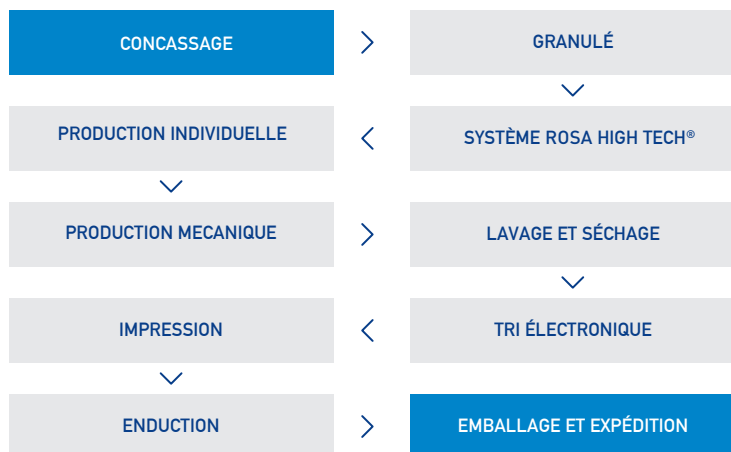 CONCASSAGE
GRANULÉ
PRODUCTION INDIVIDUELLE
SYSTÈME ROSA HIGH TECH®
PRODUCTION MECANIQUE
LAVAGE ET SÉCHAGE
IMPRESSION
TRI ÉLECTRONIQUE
ENDUCTION
EMBALLAGE ET EXPÉDITION